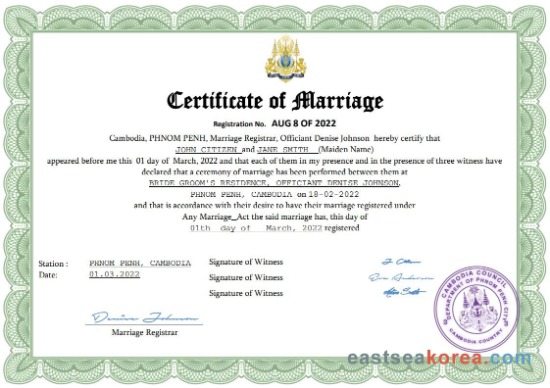 Certificate of Marriage
Registration No. AUG 8 OF 2022
Cambodia, PHNOM PENH, Marriage Registrar, Officiant Denise Johnson hereby certify that
JOHN CITIZEN and JANE SMITH (Maiden Name)
appeared before me this 01 day of March, 2022 and that each of them in my presence and in the presence of three witness have
declared that a ceremony of marriage has been performed between them at
BRIDE GROOM'S RESIDENCE, OFFICIANT DENISE JOHNSON,
PHNOM PENH, CAMBODIA on 18-02-2022
and that is accordance with their desire to have their marriage registered under
Any Marriage_Act the said marriage has, this day of
01th day of March, 2022 registered
Station : PHNOM PENH, CAMBODIA
Date: 01.03.2022
Signature of Witness
Signature of Witness
Signature of Witness
Denise Johnson
Marriage Registrar
CAMBODIA COUNCIL
DEPARTMENT OF PHNOM PENH CITY
CAMBODIA COUNTRY
eastseakorea.com